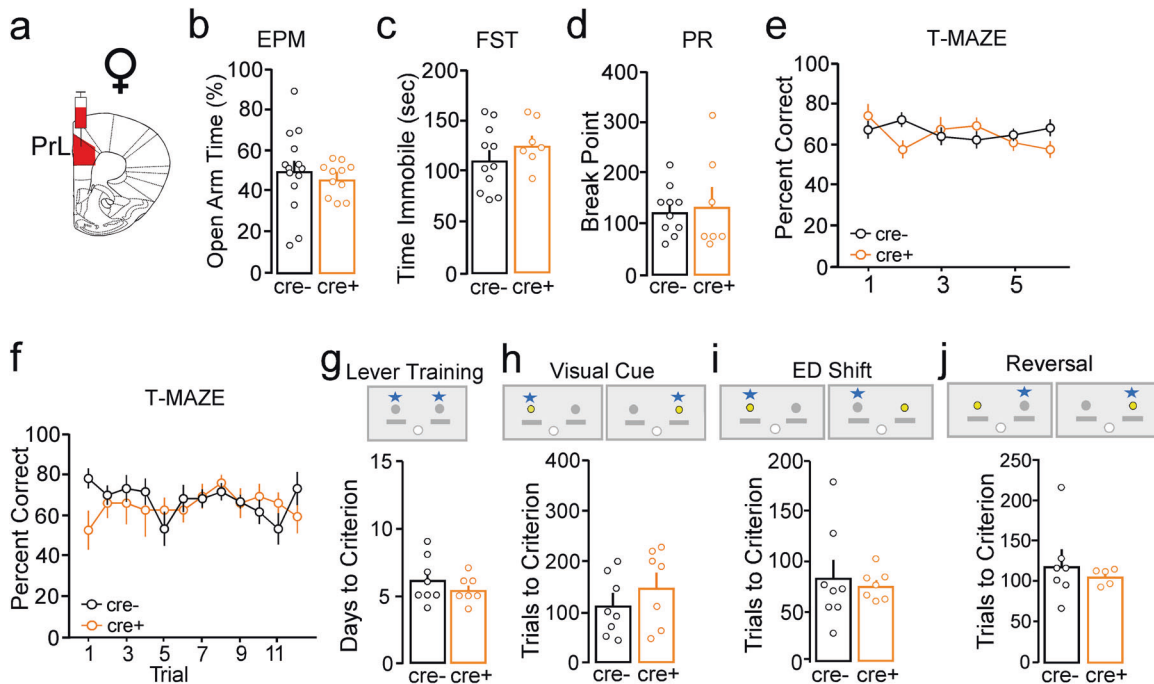 a
♀
PrL
b
EPM
Open Arm Time (%)
100
80
60
40
20
0
cre- cre+
c
FST
Time Immobile (sec)
200
150
100
50
0
cre- cre+
d
PR
Break Point
400
300
200
100
0
cre- cre+
e
T-MAZE
Percent Correct
100
80
60
40
20
0
cre-
cre+
1 3 5
f
T-MAZE
Percent Correct
100
80
60
40
20
0
cre-
cre+
1 3 5 7 9 11
Trial
g
Lever Training
Days to Criterion
15
10
5
0
cre- cre+
h
Visual Cue
Trials to Criterion
400
300
200
100
0
cre- cre+
i
ED Shift
Trials to Criterion
200
150
100
50
0
cre- cre+
j
Reversal
Trials to Criterion
250
200
150
100
50
0
cre- cre+